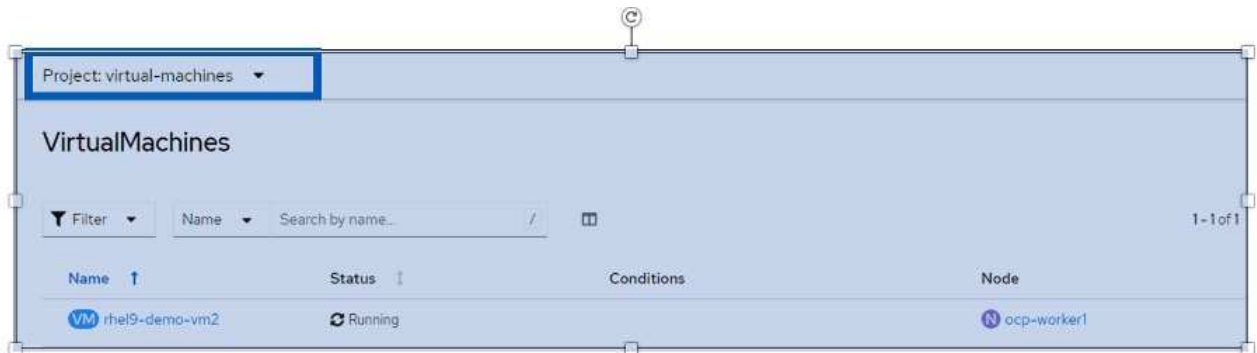 Project: virtual-machines
VirtualMachines
Filter Name Search by name... / 1-1 of 1
Name Status Conditions Node
VM rhel9-demo-vm2 Running N ocp-worker1